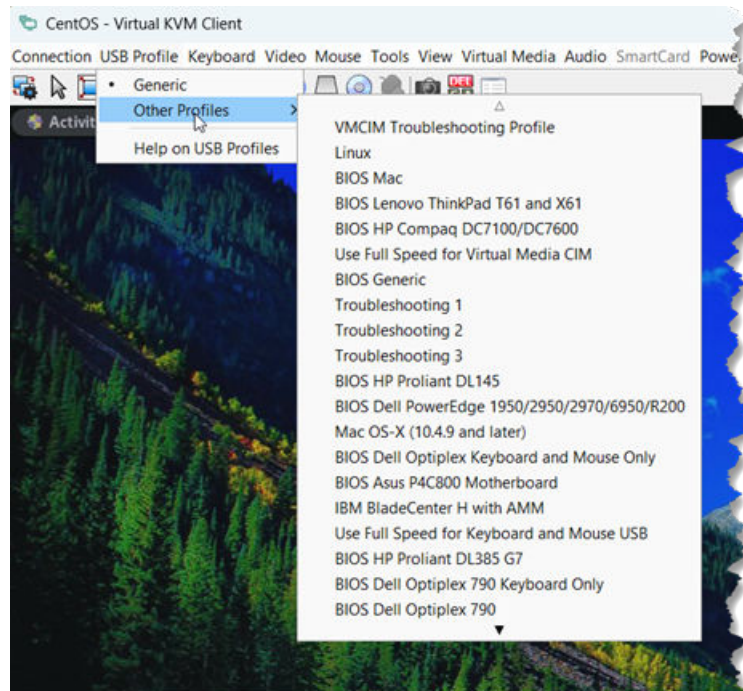 CentOS - Virtual KVM Client
Connection USB Profile Keyboard Video Mouse Tools View Virtual Media Audio SmartCard Power
Generic
Other Profiles
Help on USB Profiles
DEL
VMCIM Troubleshooting Profile
Linux
BIOS Mac
BIOS Lenovo ThinkPad T61 and X61
BIOS HP Compaq DC7100/DC7600
Use Full Speed for Virtual Media CIM
BIOS Generic
Troubleshooting 1
Troubleshooting 2
Troubleshooting 3
BIOS HP Proliant DL145
BIOS Dell PowerEdge 1950/2950/2970/6950/R200
Mac OS-X (10.4.9 and later)
BIOS Dell Optiplex Keyboard and Mouse Only
BIOS Asus P4C800 Motherboard
IBM BladeCenter H with AMM
Use Full Speed for Keyboard and Mouse USB
BIOS HP Proliant DL385 G7
BIOS Dell Optiplex 790 Keyboard Only
BIOS Dell Optiplex 790